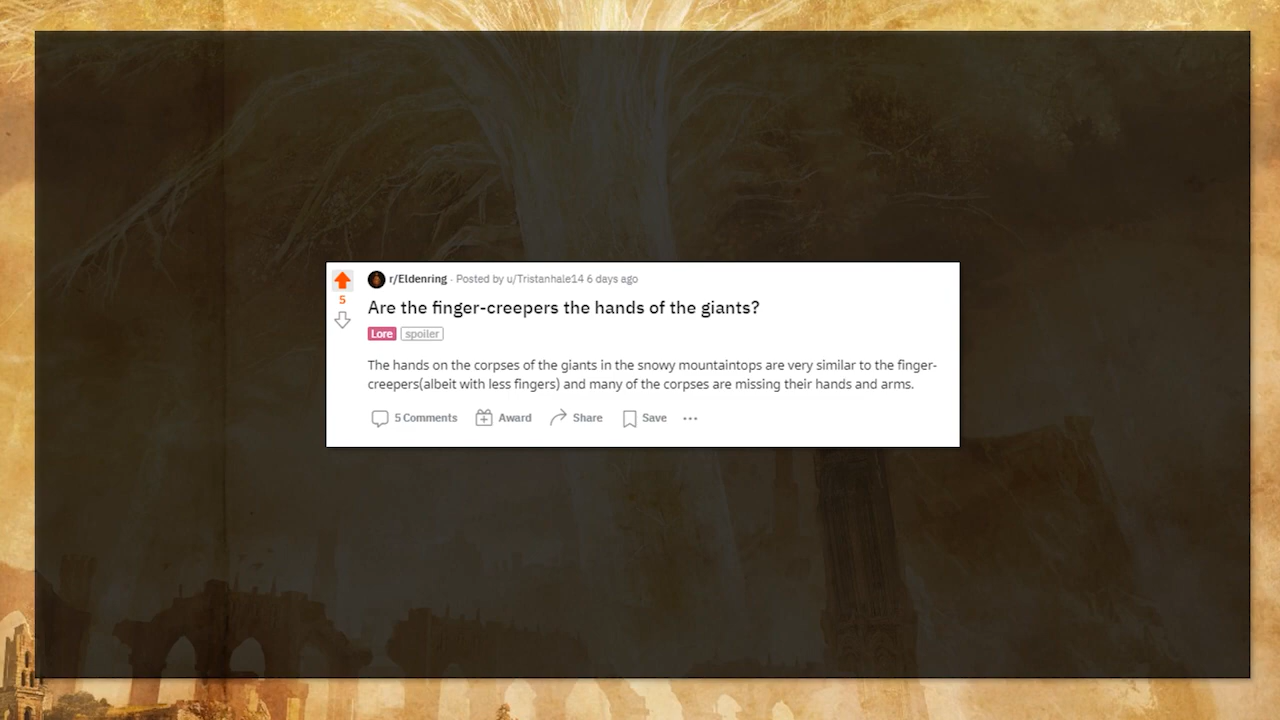 r/Eldenring · Posted by u/Tristanhale14 6 days ago
5
Are the finger-creepers the hands of the giants?
Lore spoiler
The hands on the corpses of the giants in the snowy mountaintops are very similar to the finger-
creepers(albeit with less fingers) and many of the corpses are missing their hands and arms.
5 Comments Award Share Save ...